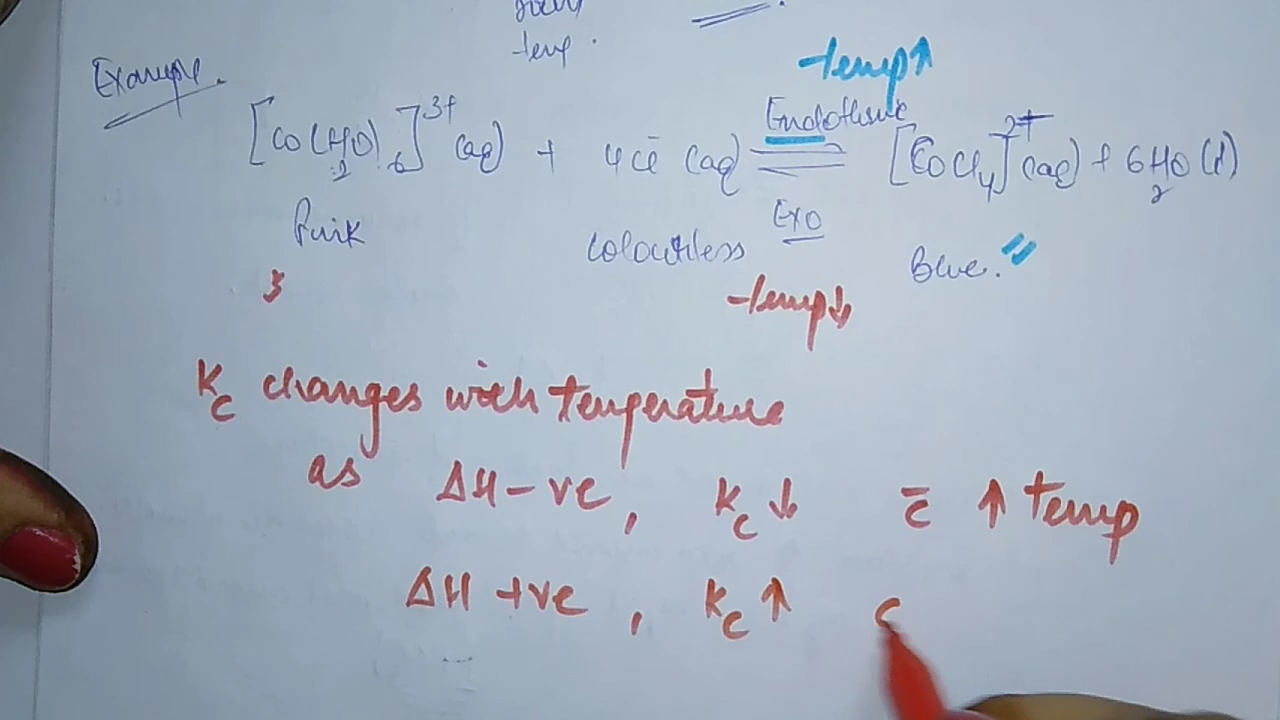 temp.
Example.
temp↑
Endothermic
[Co(H₂O)₆]³⁺(aq) + 4Cl⁻ (aq) ⇌ [CoCl₄]²⁺(aq) + 6H₂O(l)
Pink colourless Exo Blue.
temp↓
Kc changes with temperature
as ΔH -ve, Kc↓ c̄ ↑ temp
ΔH +ve, Kc↑ c